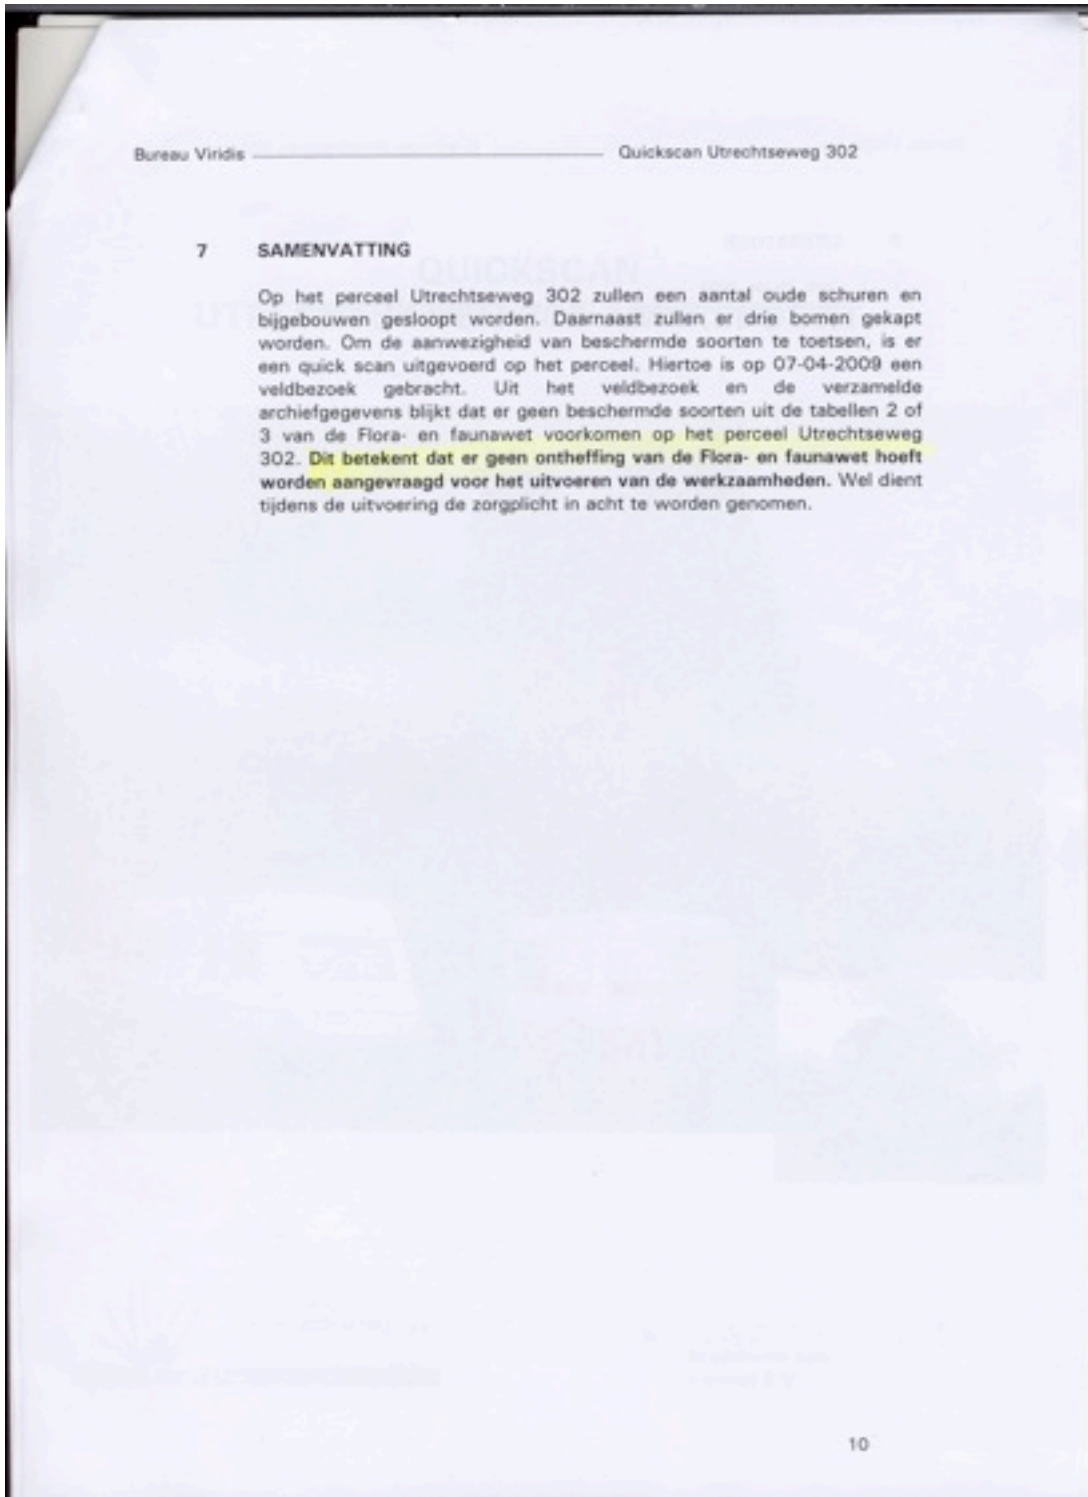 Bureau Viridis Quickscan Utrechtseweg 302
7 SAMENVATTING
QUICKSCAN
Op het perceel Utrechtseweg 302 zullen een aantal oude schuren en
bijgebouwen gesloopt worden. Daarnaast zullen er drie bomen gekapt
worden. Om de aanwezigheid van beschermde soorten te toetsen, is er
een quick scan uitgevoerd op het perceel. Hiertoe is op 07-04-2009 een
veldbezoek gebracht. Uit het veldbezoek en de verzamelde
archiefgegevens blijkt dat er geen beschermde soorten uit de tabellen 2 of
3 van de Flora- en faunawet voorkomen op het perceel Utrechtseweg
302. Dit betekent dat er geen ontheffing van de Flora- en faunawet hoeft
worden aangevraagd voor het uitvoeren van de werkzaamheden. Wel dient
tijdens de uitvoering de zorgplicht in acht te worden genomen.
10